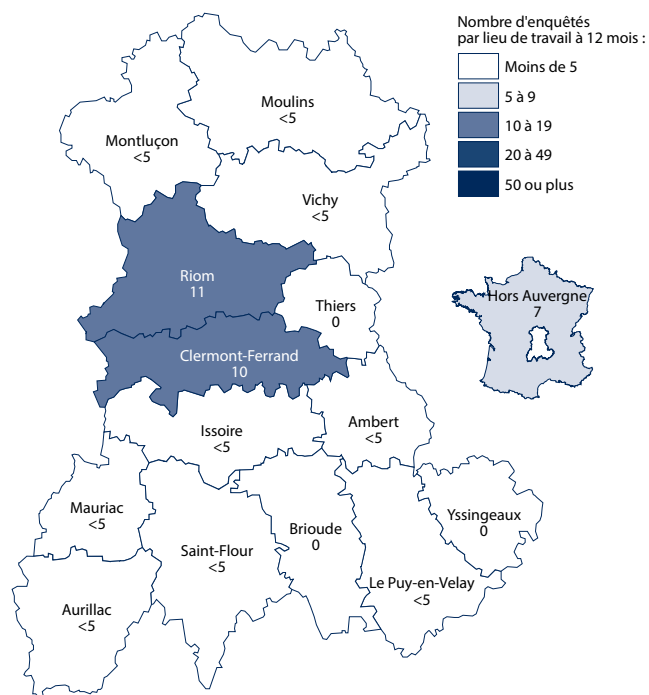 Nombre d'enquêtés
par lieu de travail à 12 mois :
Moins de 5
5 à 9
10 à 19
20 à 49
50 ou plus
Moulins
<5
Montluçon
<5
Vichy
<5
Riom
11
Thiers
0
Hors Auvergne
7
Clermont-Ferrand
10
Issoire
<5
Ambert
<5
Mauriac
<5
Saint-Flour
<5
Brioude
0
Yssingeaux
0
Le Puy-en-Velay
<5
Aurillac
<5